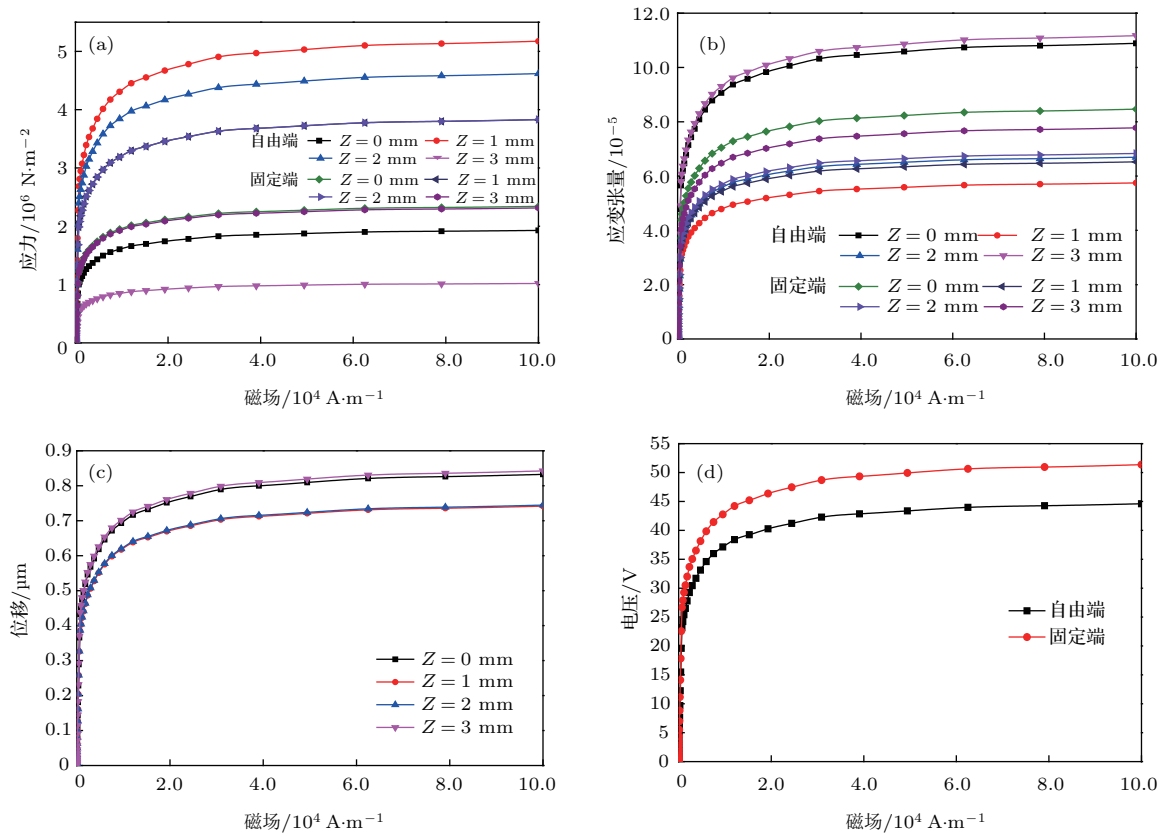 (a)
5
4
3
2
1
0
应力/10⁶ N·m⁻²
自由端 Z = 0 mm Z = 1 mm
Z = 2 mm Z = 3 mm
固定端 Z = 0 mm Z = 1 mm
Z = 2 mm Z = 3 mm
0 2.0 4.0 6.0 8.0 10.0
磁场/10⁴ A·m⁻¹
(b)
12.0
10.0
8.0
6.0
4.0
2.0
0
应变张量/10⁻⁵
自由端 Z = 0 mm Z = 1 mm
Z = 2 mm Z = 3 mm
固定端 Z = 0 mm Z = 1 mm
Z = 2 mm Z = 3 mm
0 2.0 4.0 6.0 8.0 10.0
磁场/10⁴ A·m⁻¹
(c)
0.9
0.8
0.7
0.6
0.5
0.4
0.3
0.2
0.1
0
位移/µm
Z = 0 mm
Z = 1 mm
Z = 2 mm
Z = 3 mm
0 2.0 4.0 6.0 8.0 10.0
磁场/10⁴ A·m⁻¹
(d)
55
50
45
40
35
30
25
20
15
10
5
0
电压/V
自由端
固定端
0 2.0 4.0 6.0 8.0 10.0
磁场/10⁴ A·m⁻¹